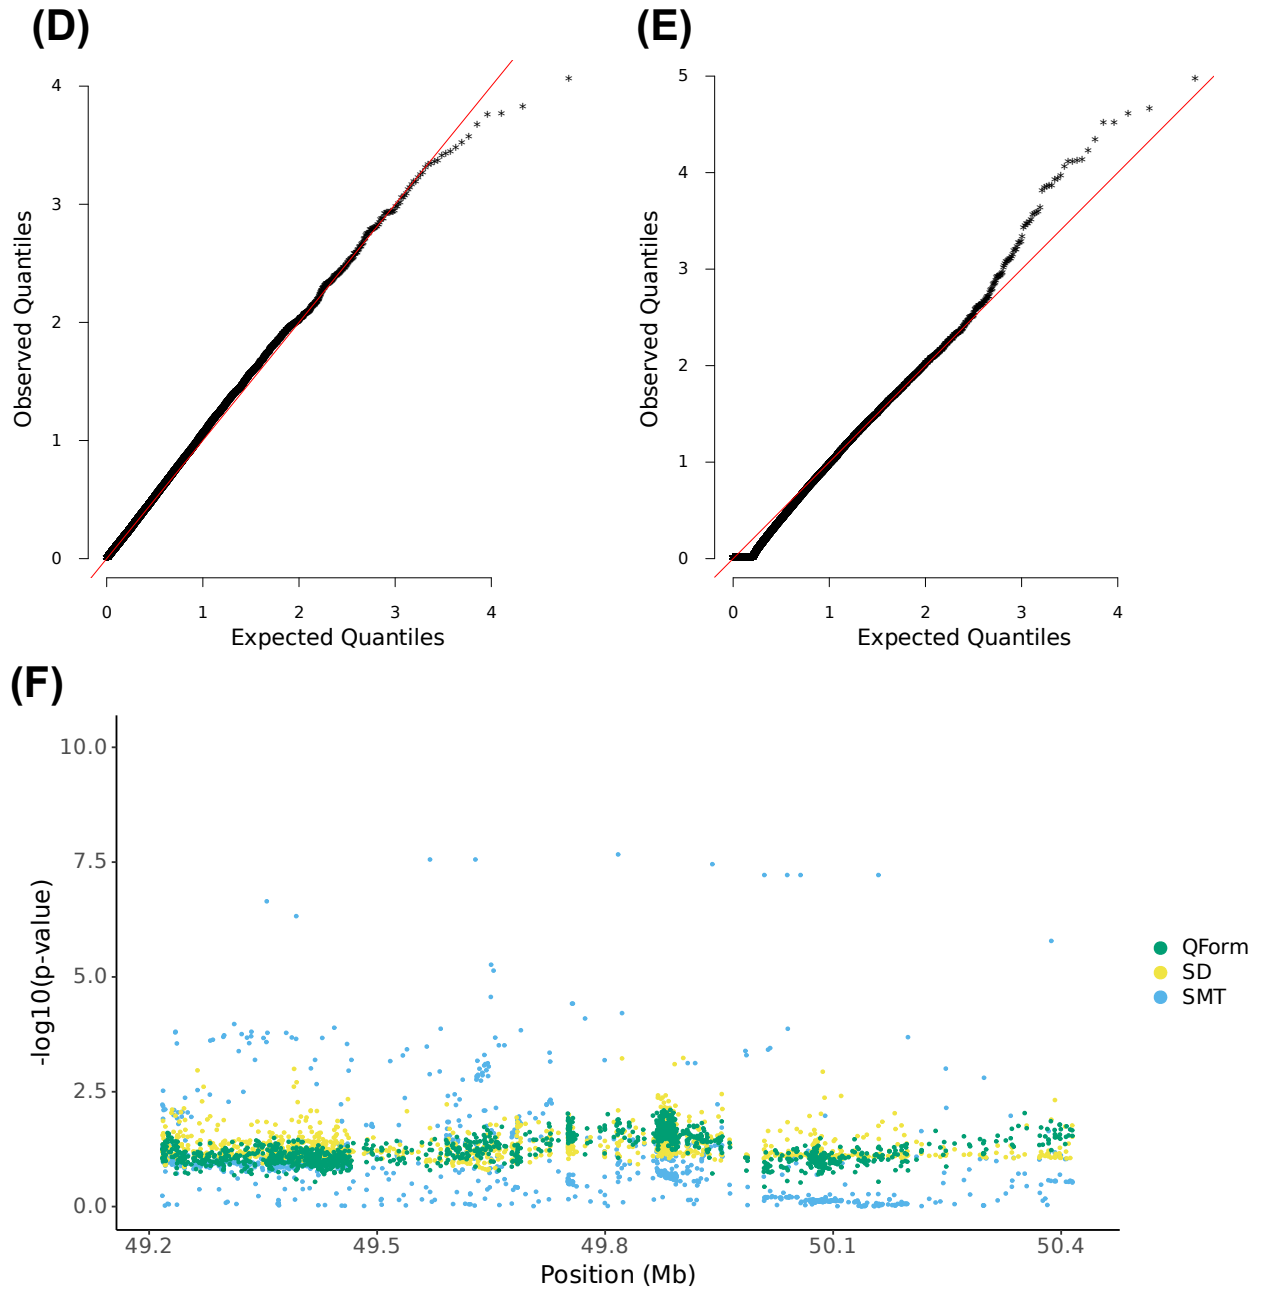 (D)
(E)
4
3
2
1
0
Observed Quantiles
0 1 2 3 4
Expected Quantiles
5
4
3
2
1
0
Observed Quantiles
0 1 2 3 4
Expected Quantiles
(F)
10.0
7.5
5.0
2.5
0.0
-log10(p-value)
49.2 49.5 49.8 50.1 50.4
Position (Mb)
QForm
SD
SMT